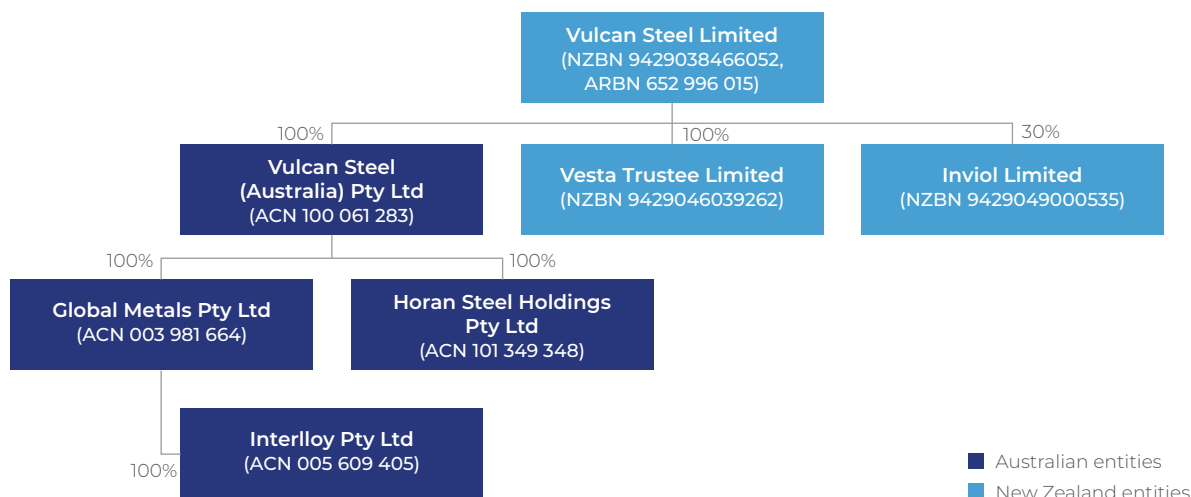 Vulcan Steel Limited
(NZBN 9429038466052,
ARBN 652 996 015)
100%
100%
30%
Vulcan Steel
(Australia) Pty Ltd
(ACN 100 061 283)
Vesta Trustee Limited
(NZBN 9429046039262)
Inviol Limited
(NZBN 9429049000535)
100%
100%
Global Metals Pty Ltd
(ACN 003 981 664)
Horan Steel Holdings
Pty Ltd
(ACN 101 349 348)
100%
Interlloy Pty Ltd
(ACN 005 609 405)
Australian entities
New Zealand entities